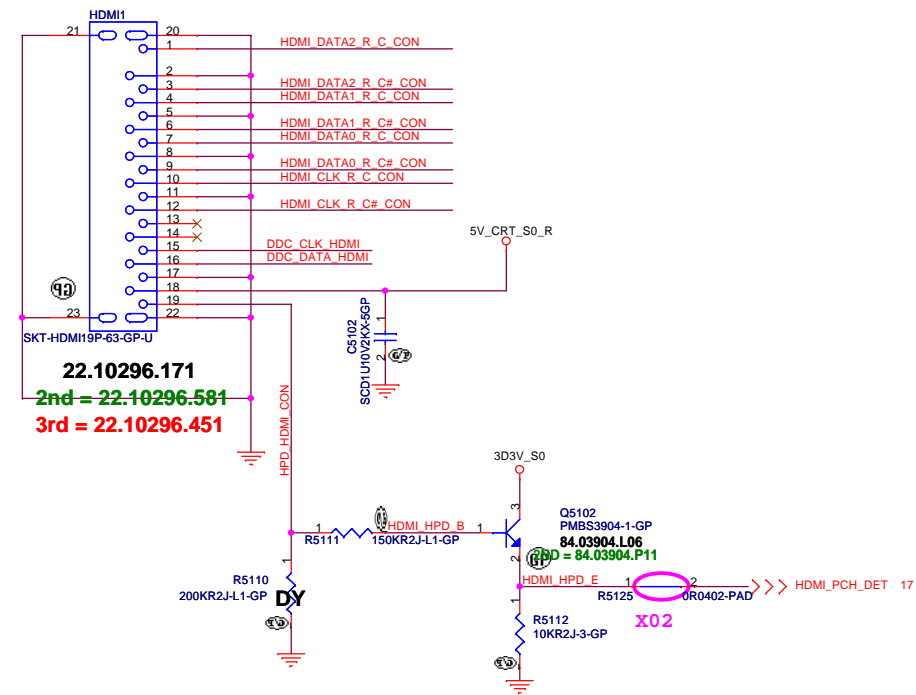 HDMI1
21
20
1
HDMI_DATA2_R_C_CON
2
3
HDMI_DATA2_R_C#_CON
4
HDMI_DATA1_R_C_CON
5
6
HDMI_DATA1_R_C#_CON
7
HDMI_DATA0_R_C_CON
8
9
HDMI_DATA0_R_C#_CON
10
HDMI_CLK_R_C_CON
11
12
HDMI_CLK_R_C#_CON
13
14
15
DDC_CLK_HDMI
16
DDC_DATA_HDMI
17
18
19
23
22
GP
SKT-HDMI19P-63-GP-U
22.10296.171
2nd = 22.10296.581
3rd = 22.10296.451
5V_CRT_S0_R
1
2
C5102
SCD1U10V2KX-5GP
HPD_HDMI_CON
3D3V_S0
3
Q5102
PMBS3904-1-GP
84.03904.L06
2ND = 84.03904.P11
1
HDMI_HPD_B
1
R5111
150KR2J-L1-GP
2
GP
HDMI_HPD_E
1
2
R5125
0R0402-PAD
HDMI_PCH_DET 17
X02
1
R5110
200KR2J-L1-GP
DY
1
R5112
10KR2J-3-GP